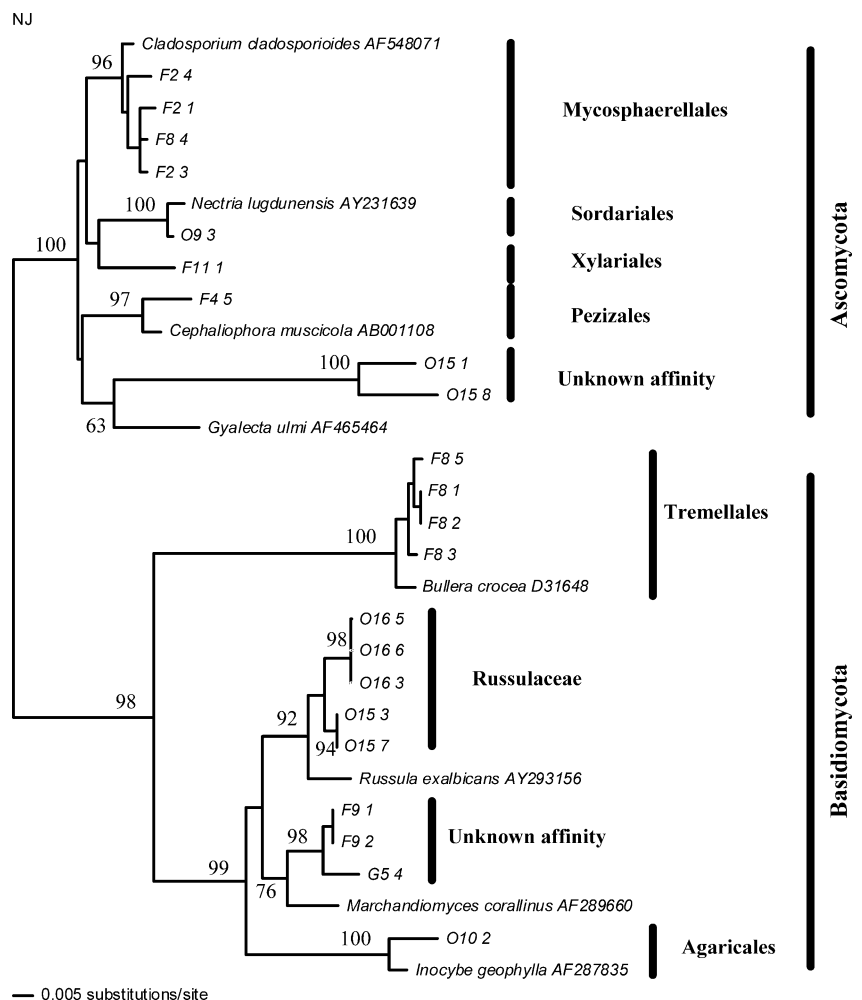 NJ
Cladosporium cladosporioides AF548071
96
F2 4
F2 1
Mycosphaerellales
F8 4
F2 3
100
Nectria lugdunensis AY231639
Sordariales
O9 3
100
F11 1
Xylariales
Ascomycota
97
F4 5
Pezizales
Cephaliophora muscicola AB001108
100
O15 1
Unknown affinity
O15 8
63
Gyalecta ulmi AF465464
F8 5
F8 1
Tremellales
F8 2
100
F8 3
Bullera crocea D31648
O16 5
98
O16 6
O16 3
Russulaceae
98
92
O15 3
94
O15 7
Basidiomycota
Russula exalbicans AY293156
F9 1
98
F9 2
Unknown affinity
99
G5 4
76
Marchandiomyces corallinus AF289660
100
O10 2
Agaricales
Inocybe geophylla AF287835
0.005 substitutions/site